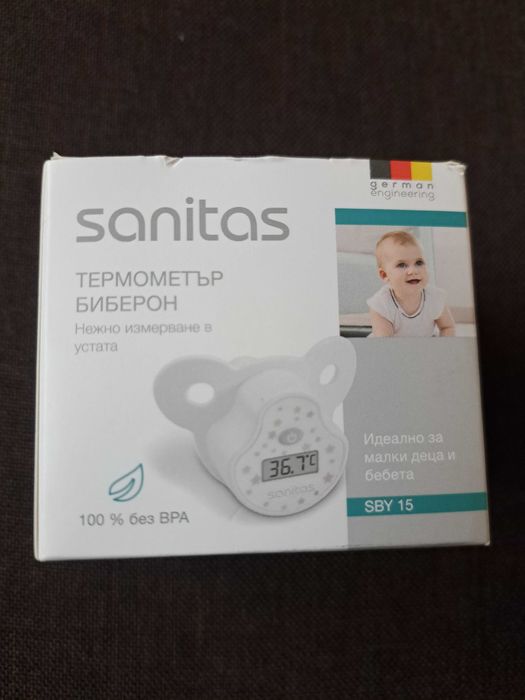 german
engineering
sanitas
ТЕРМОМЕТЪР
БИБЕРОН
Нежно измерване в
устата
36.7°C
sanitas
Идеално за
малки деца и
бебета
100 % без BPA
SBY 15